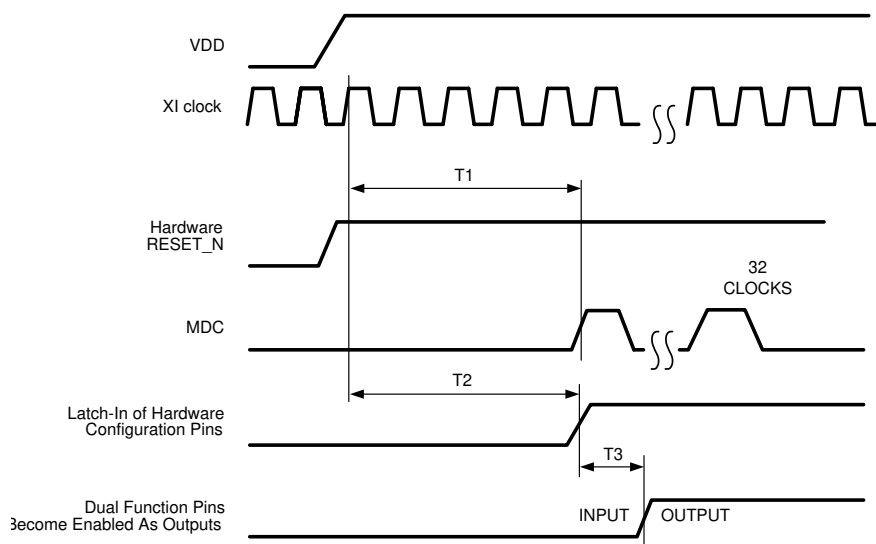 VDD
XI clock
T1
Hardware
RESET_N
32
CLOCKS
MDC
T2
Latch-In of Hardware
Configuration Pins
T3
Dual Function Pins
Become Enabled As Outputs
INPUT
OUTPUT